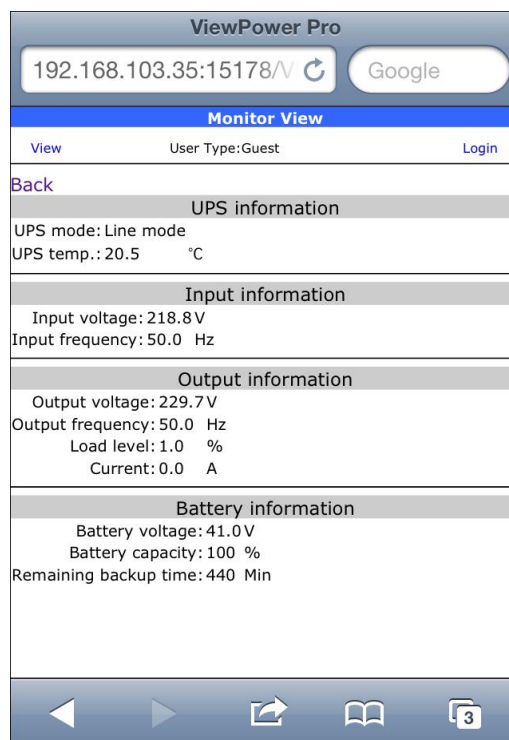 ViewPower Pro
192.168.103.35:15178/V Google
Monitor View
View User Type:Guest Login
Back
UPS information
UPS mode: Line mode
UPS temp.: 20.5 °C
Input information
Input voltage: 218.8 V
Input frequency: 50.0 Hz
Output information
Output voltage: 229.7 V
Output frequency: 50.0 Hz
Load level: 1.0 %
Current: 0.0 A
Battery information
Battery voltage: 41.0 V
Battery capacity: 100 %
Remaining backup time: 440 Min
3